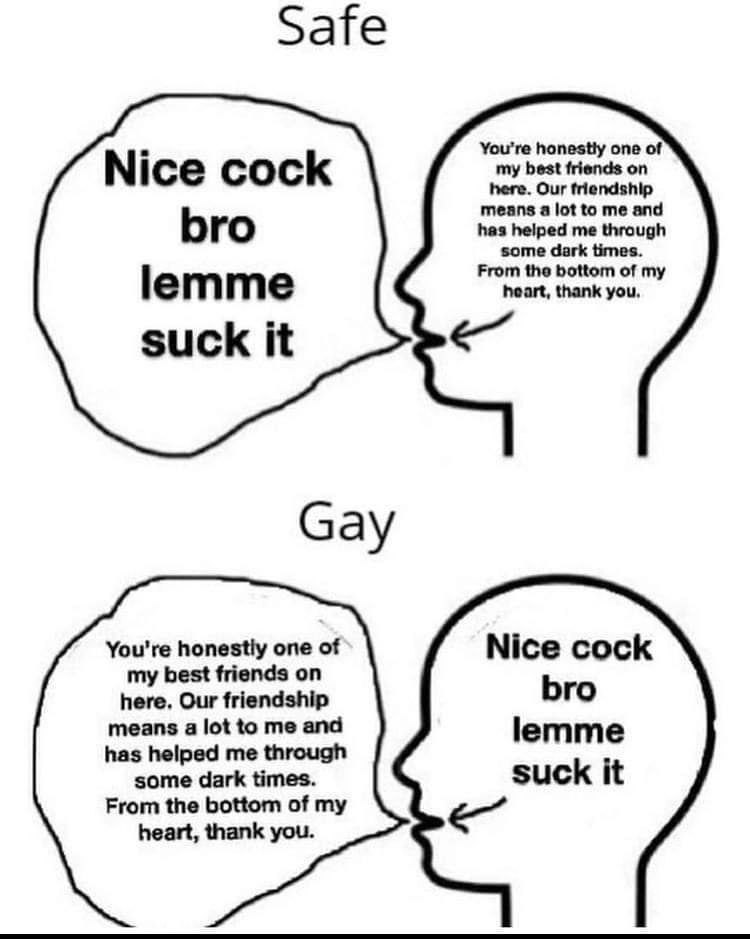 Safe
Nice cock
bro
lemme
suck it
You're honestly one of
my best friends on
here. Our friendship
means a lot to me and
has helped me through
some dark times.
From the bottom of my
heart, thank you.
Gay
You're honestly one of
my best friends on
here. Our friendship
means a lot to me and
has helped me through
some dark times.
From the bottom of my
heart, thank you.
Nice cock
bro
lemme
suck it